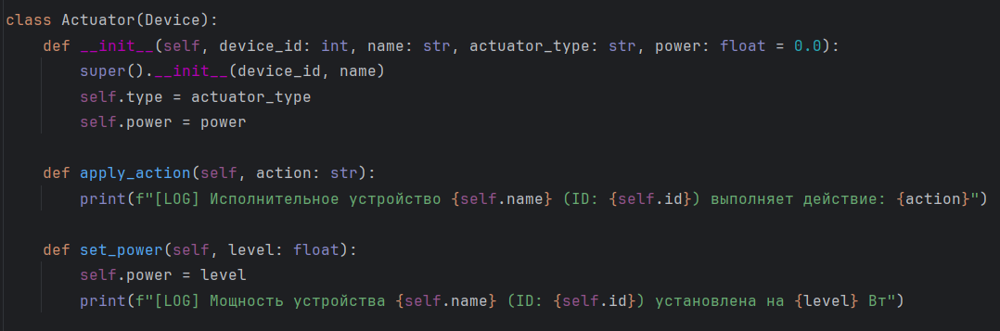 class Actuator(Device):
    def __init__(self, device_id: int, name: str, actuator_type: str, power: float = 0.0):
        super().__init__(device_id, name)
        self.type = actuator_type
        self.power = power

    def apply_action(self, action: str):
        print(f"[LOG] Исполнительное устройство {self.name} (ID: {self.id}) выполняет действие: {action}")

    def set_power(self, level: float):
        self.power = level
        print(f"[LOG] Мощность устройства {self.name} (ID: {self.id}) установлена на {level} Вт")